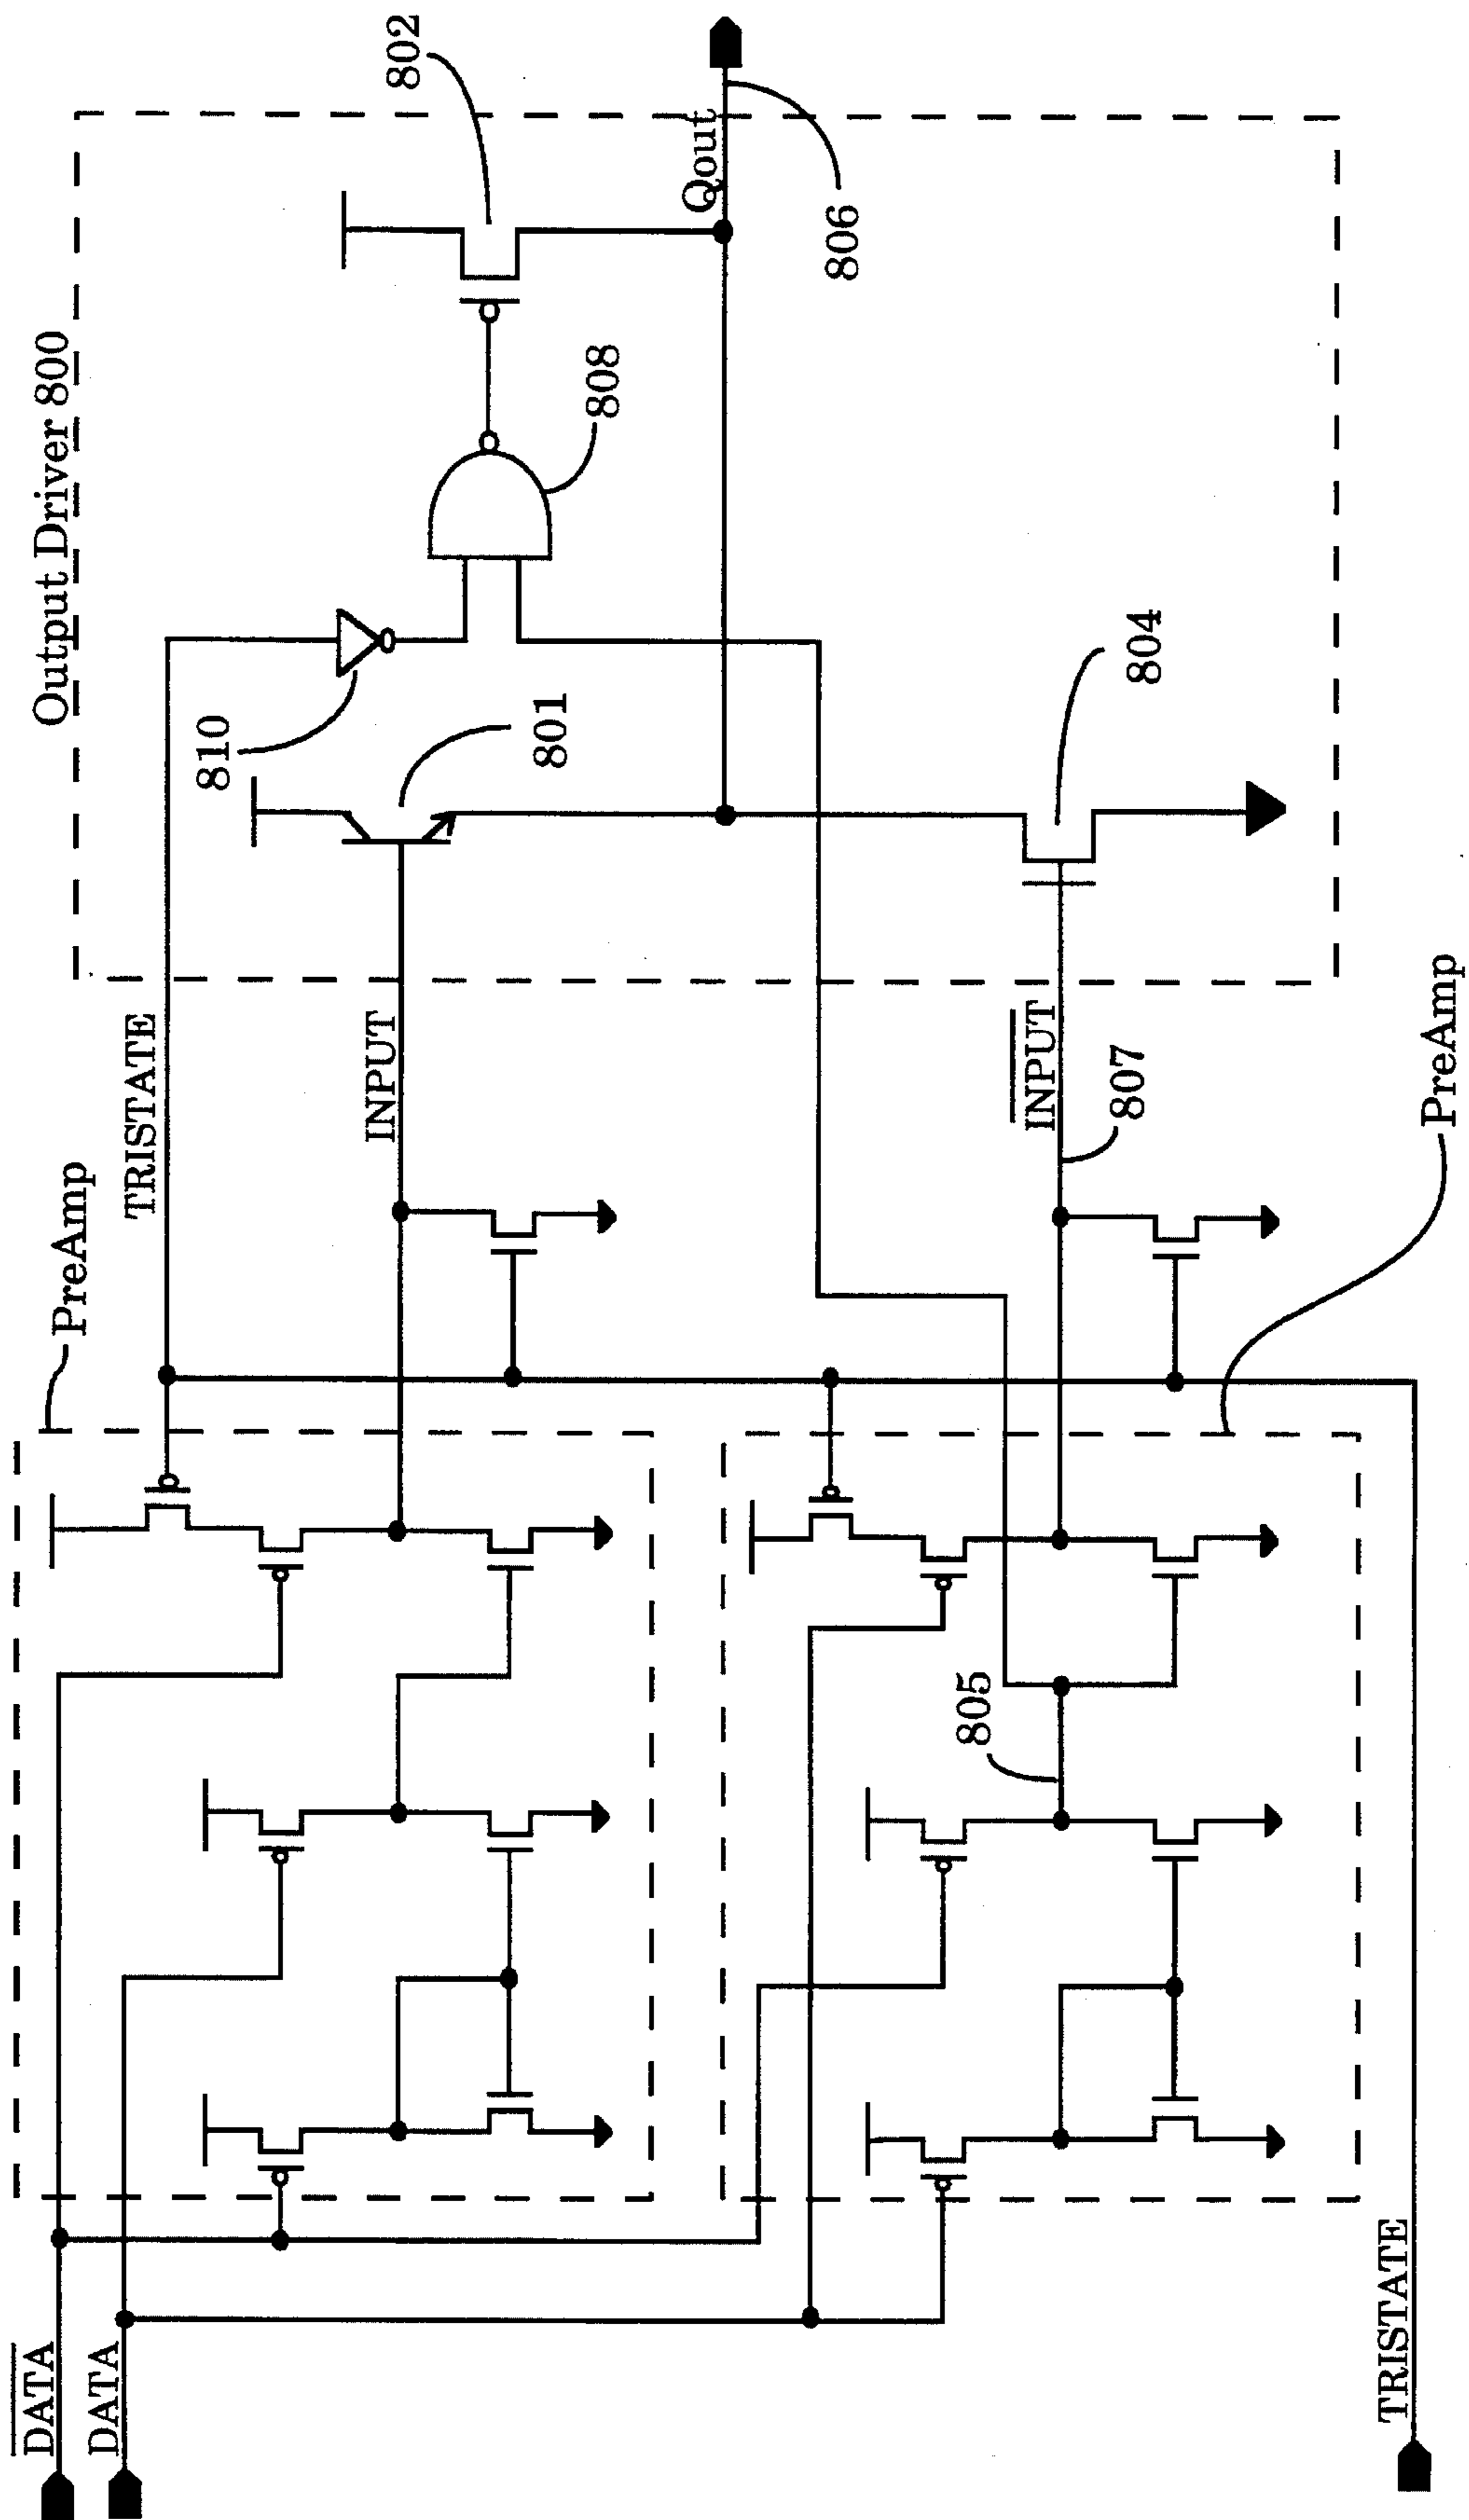 Output Driver 800
802
Qout
806
808
810
801
804
TRISTATE
INPUT
INPUT
807
PreAmp
PreAmp
805
DATA
DATA
TRISTATE